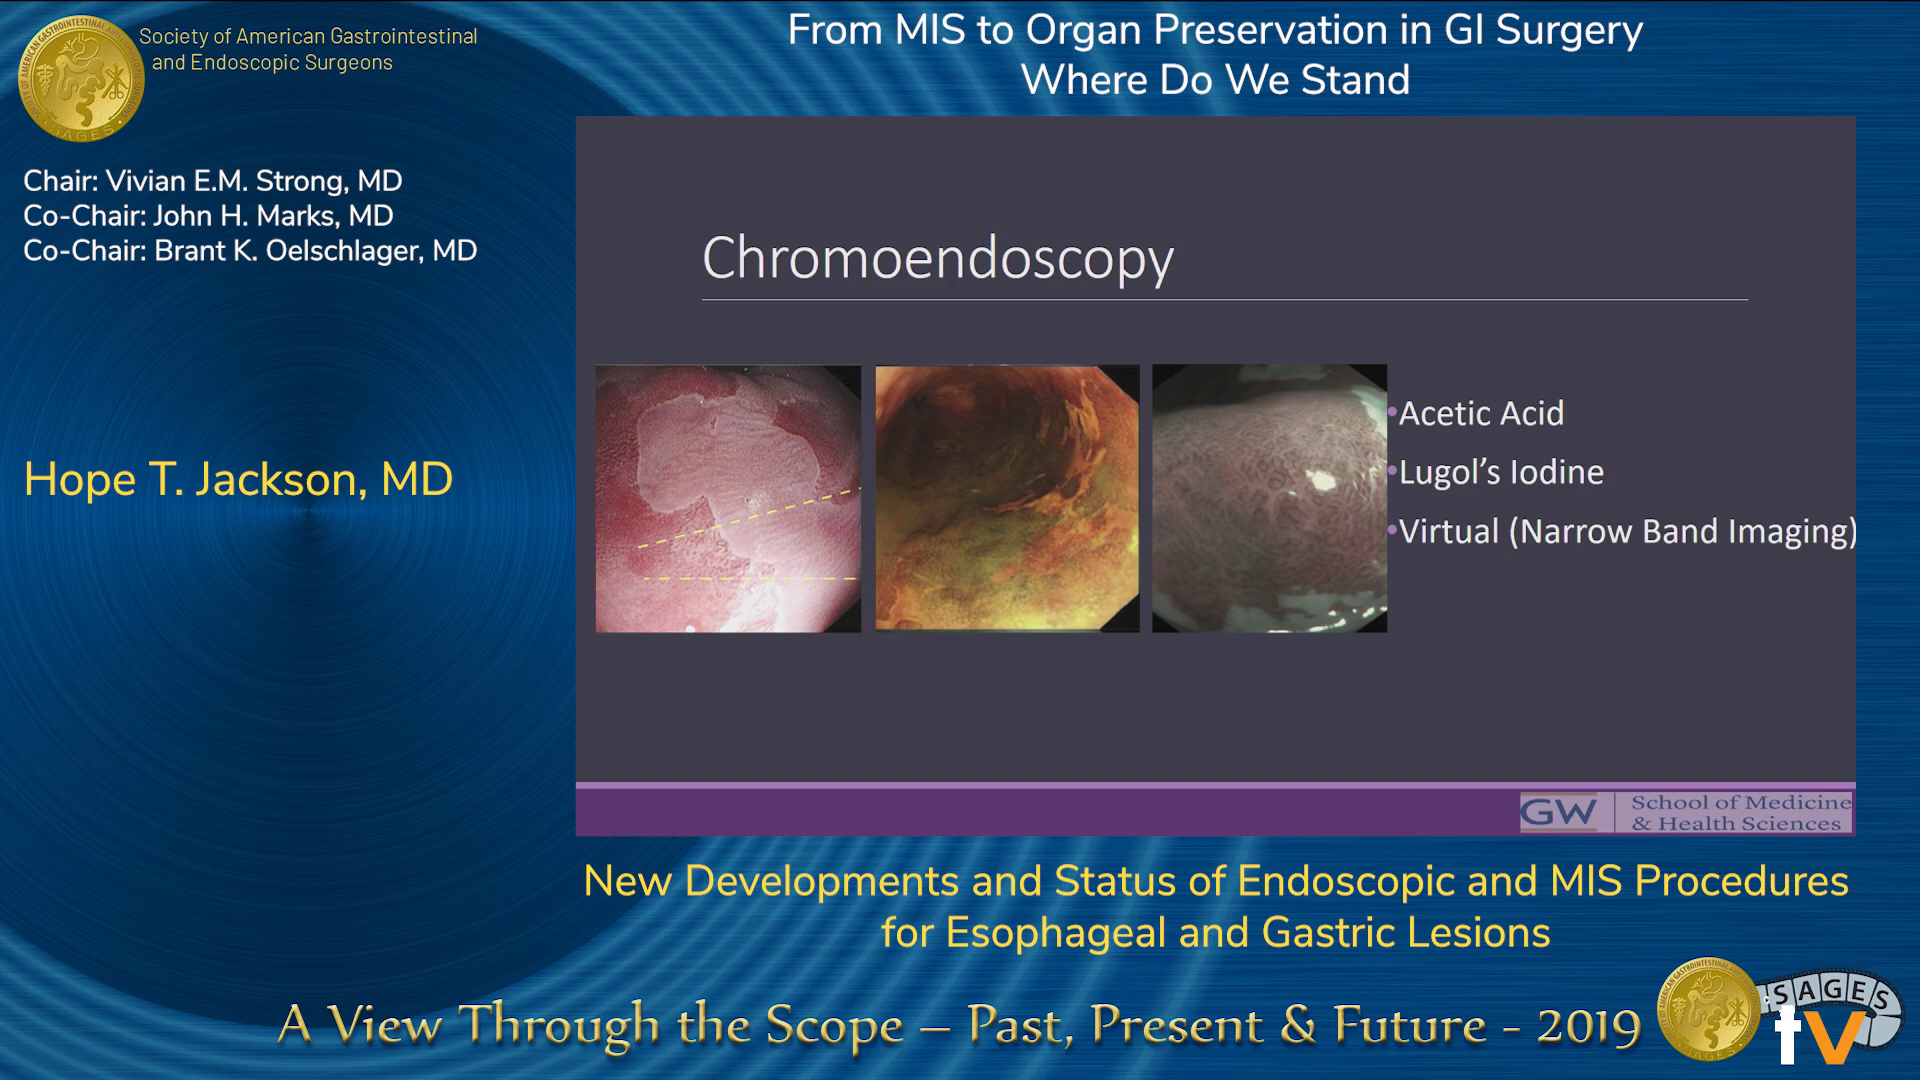 Society of American Gastrointestinal
and Endoscopic Surgeons
From MIS to Organ Preservation in GI Surgery
Where Do We Stand
Chair: Vivian E.M. Strong, MD
Co-Chair: John H. Marks, MD
Co-Chair: Brant K. Oelschlager, MD
Hope T. Jackson, MD
Chromoendoscopy
•Acetic Acid
•Lugol’s Iodine
•Virtual (Narrow Band Imaging)
GW School of Medicine
& Health Sciences
New Developments and Status of Endoscopic and MIS Procedures
for Esophageal and Gastric Lesions
A View Through the Scope – Past, Present & Future - 2019
SAGES
tv